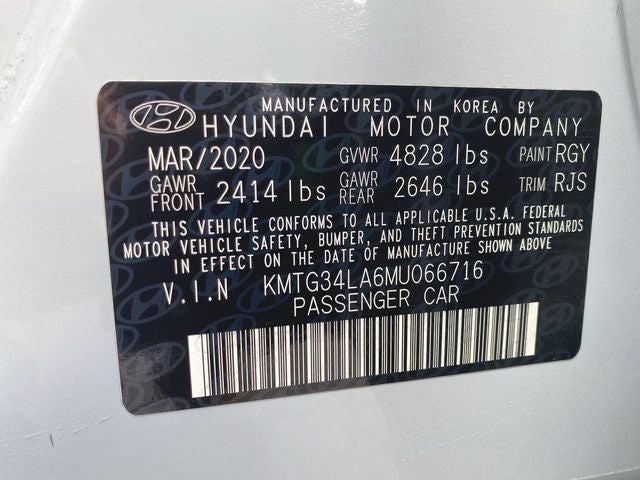 MANUFACTURED IN KOREA BY
HYUNDAI MOTOR COMPANY
MAR/2020 GVWR 4828 lbs PAINT RGY
GAWR FRONT 2414 lbs GAWR REAR 2646 lbs TRIM RJS
THIS VEHICLE CONFORMS TO ALL APPLICABLE U.S.A. FEDERAL
MOTOR VEHICLE SAFETY, BUMPER, AND THEFT PREVENTION STANDARDS
IN EFFECT ON THE DATE OF MANUFACTURE SHOWN ABOVE
V.I.N KMTG34LA6MU066716
PASSENGER CAR